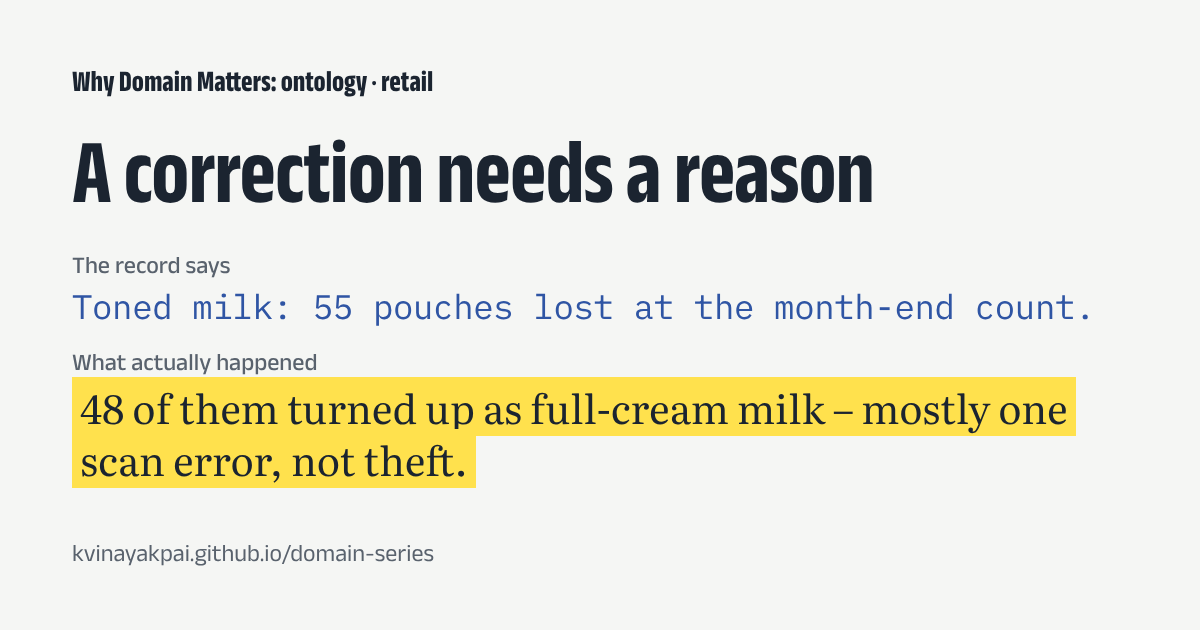 Why Domain Matters: ontology · retail
A correction needs a reason
The record says
Toned milk: 55 pouches lost at the month-end count.
What actually happened
48 of them turned up as full-cream milk – mostly one
scan error, not theft.
kvinayakpai.github.io/domain-series